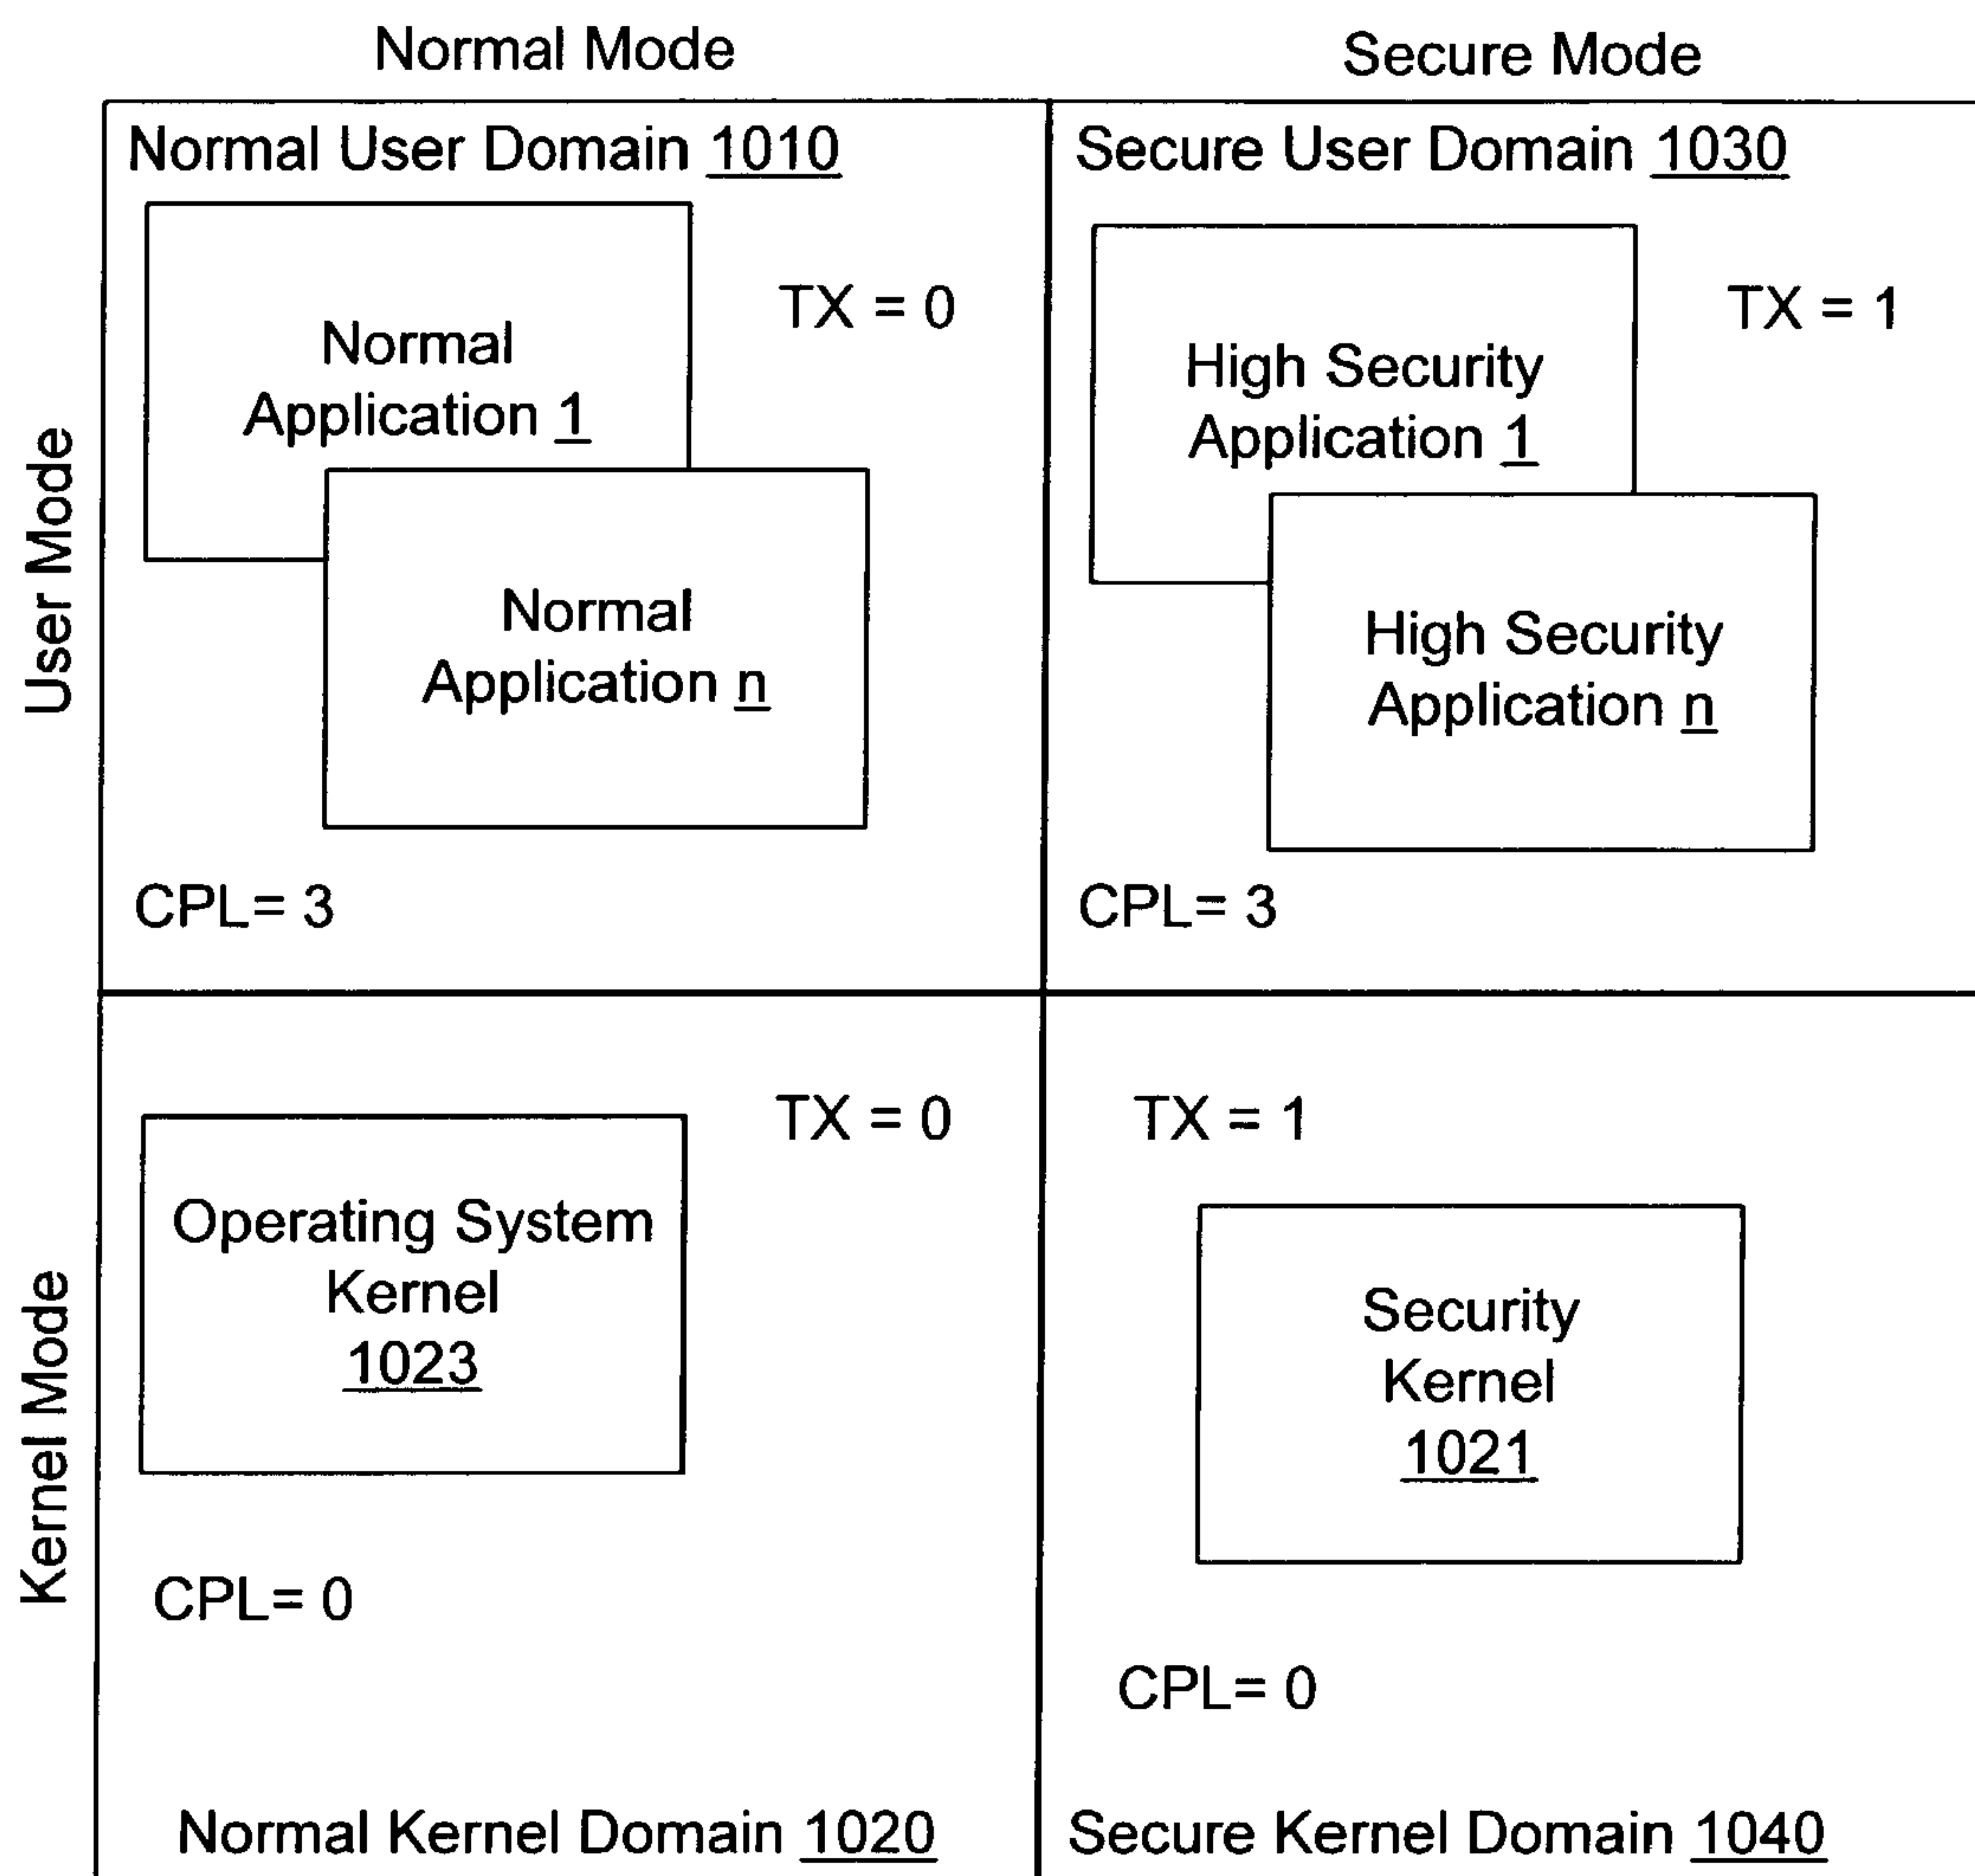 Normal Mode
Secure Mode
User Mode
Normal User Domain 1010
Normal
Application 1
TX = 0
Normal
Application n
CPL= 3
Secure User Domain 1030
High Security
Application 1
TX = 1
High Security
Application n
CPL= 3
Kernel Mode
TX = 0
Operating System
Kernel
1023
CPL= 0
Normal Kernel Domain 1020
TX = 1
Security
Kernel
1021
CPL= 0
Secure Kernel Domain 1040